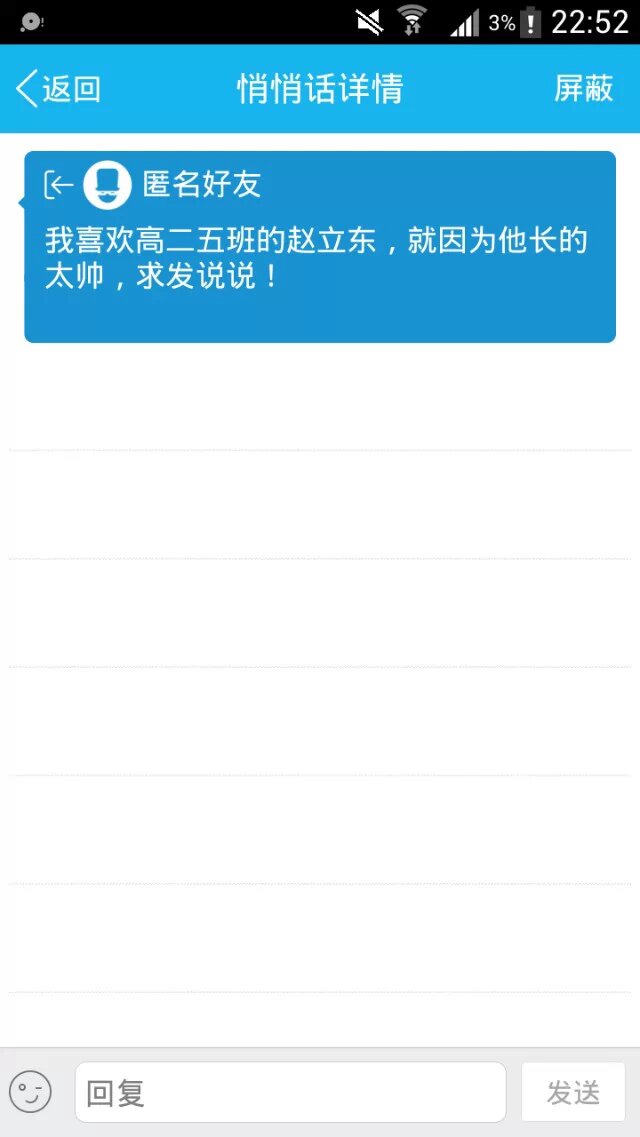 3% 22:52
返回 悄悄话详情 屏蔽
匿名好友
我喜欢高二五班的赵立东，就因为他长的
太帅，求发说说！
回复 发送